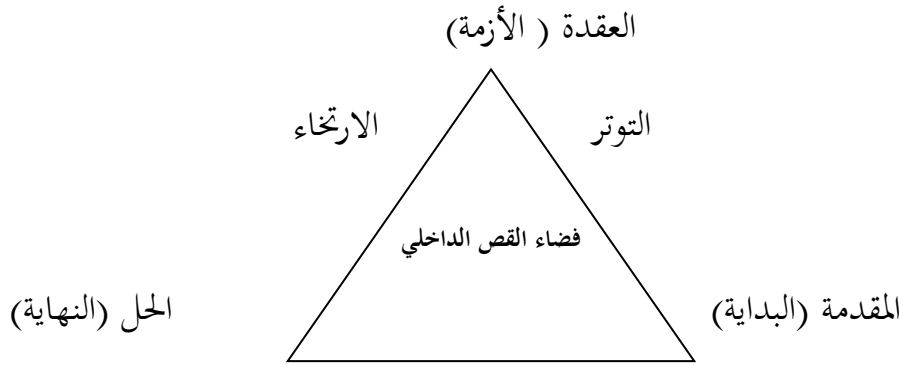 العقدة ( الأزمة)
التوتر
الارتخاء
فضاء القص الداخلي
المقدمة (البداية)
الحل (النهاية)